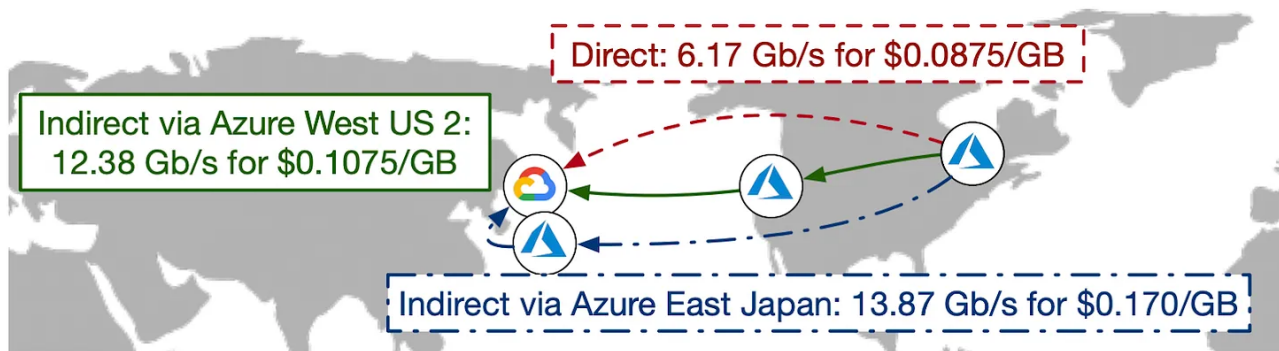 Direct: 6.17 Gb/s for $0.0875/GB
Indirect via Azure West US 2:
12.38 Gb/s for $0.1075/GB
Indirect via Azure East Japan: 13.87 Gb/s for $0.170/GB